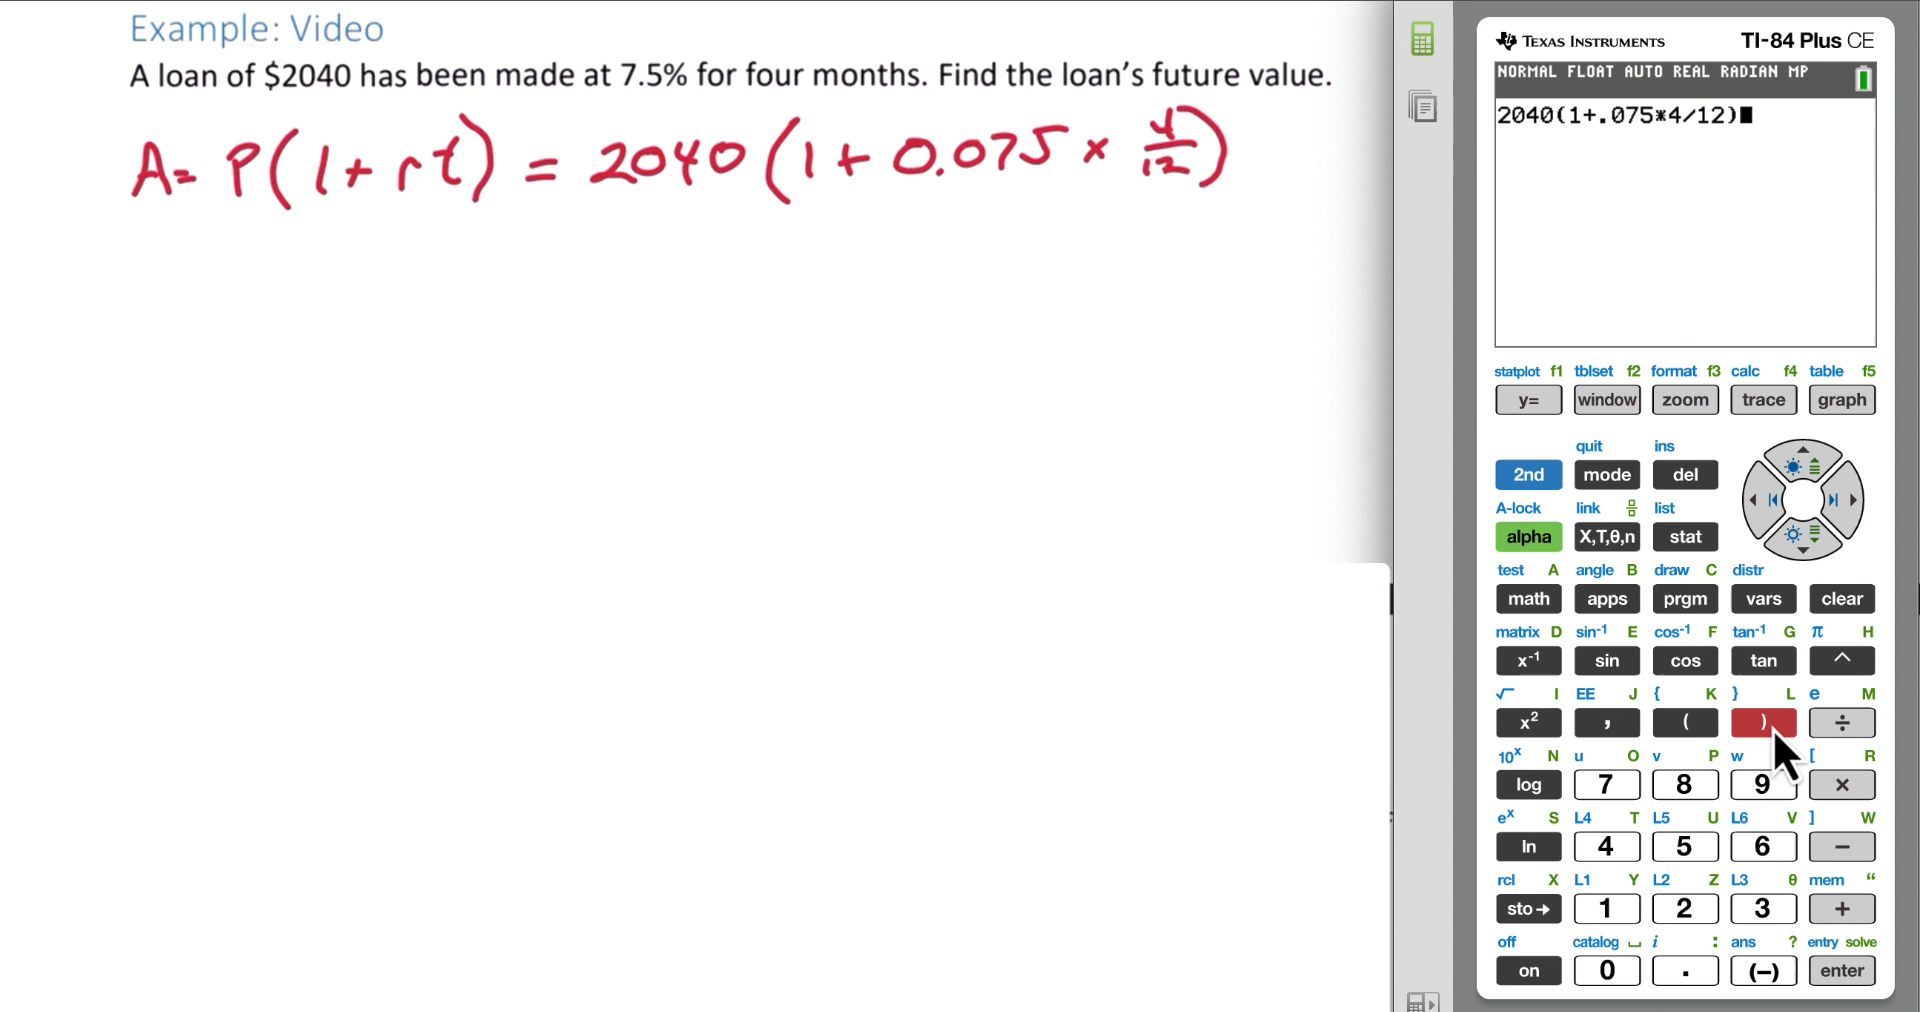 Example: Video
A loan of $2040 has been made at 7.5% for four months. Find the loan's future value.
A= P(1+rt) = 2040(1+0.075×4/12)
TEXAS INSTRUMENTS TI-84 Plus CE
NORMAL FLOAT AUTO REAL RADIAN MP
2040(1+.075*4/12)
statplot f1 tblset f2 format f3 calc f4 table f5
y= window zoom trace graph
quit ins
2nd mode del
A-lock link list
alpha X,T,θ,n stat
test A angle B draw C distr
math apps prgm vars clear
matrix D sin⁻¹ E cos⁻¹ F tan⁻¹ G π H
x⁻¹ sin cos tan ^
√ I EE J { K } L e M
x² , ( ) ÷
10ˣ N u O v P w [ R
log 7 8 9 ×
eˣ S L4 T L5 U L6 V ] W
ln 4 5 6 −
rcl X L1 Y L2 Z L3 θ mem “
sto→ 1 2 3 +
off catalog ⎵ i : ans ? entry solve
on 0 . (−) enter